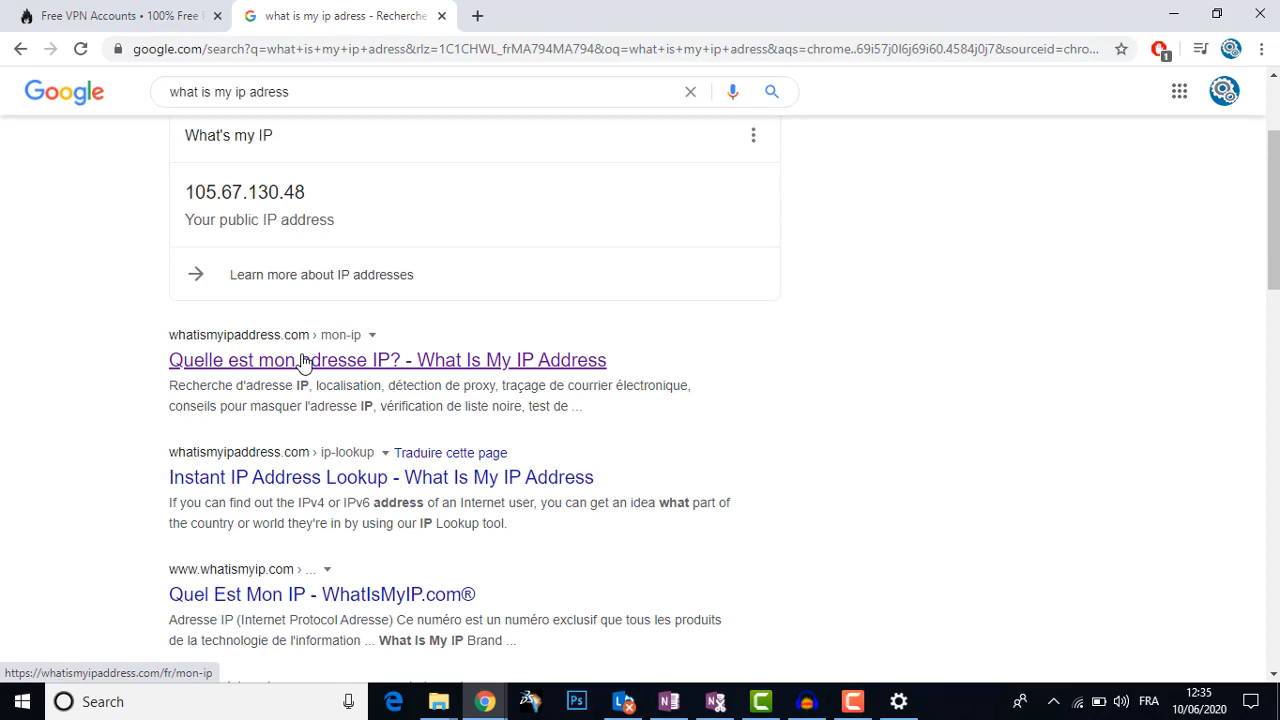 Free VPN Accounts • 100% Free
what is my ip adress - Recherche
google.com/search?q=what+is+my+ip+adress&rlz=1C1CHWL_frMA794MA794&oq=what+is+my+ip+adress&aqs=chrome..69i57j0l6j69i60.4584j0j7&sourceid=chro...
1
Google
what is my ip adress
What's my IP
105.67.130.48
Your public IP address
Learn more about IP addresses
whatismyipaddress.com › mon-ip
Quelle est mon adresse IP? - What Is My IP Address
Recherche d'adresse IP, localisation, détection de proxy, traçage de courrier électronique,
conseils pour masquer l'adresse IP, vérification de liste noire, test de ...
whatismyipaddress.com › ip-lookup Traduire cette page
Instant IP Address Lookup - What Is My IP Address
If you can find out the IPv4 or IPv6 address of an Internet user, you can get an idea what part of
the country or world they're in by using our IP Lookup tool.
www.whatismyip.com › ...
Quel Est Mon IP - WhatIsMyIP.com®
Adresse IP (Internet Protocol Adresse) Ce numéro est un numéro exclusif que tous les produits
de la technologie de l'information ... What Is My IP Brand ...
https://whatismyipaddress.com/fr/mon-ip
Search
Ps
FRA
12:35
10/06/2020